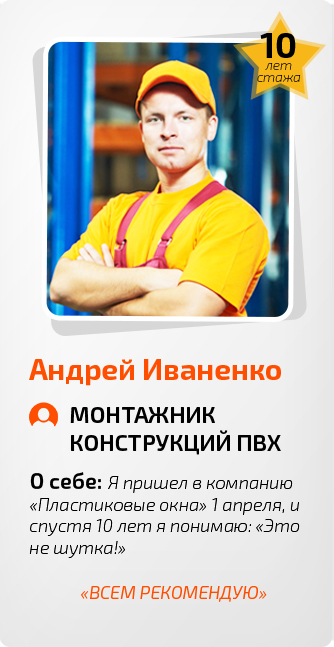 10
лет
стажа
Андрей Иваненко
МОНТАЖНИК
КОНСТРУКЦИЙ ПВХ
О себе: Я пришел в компанию
«Пластиковые окна» 1 апреля, и
спустя 10 лет я понимаю: «Это
не шутка!»
«ВСЕМ РЕКОМЕНДУЮ»